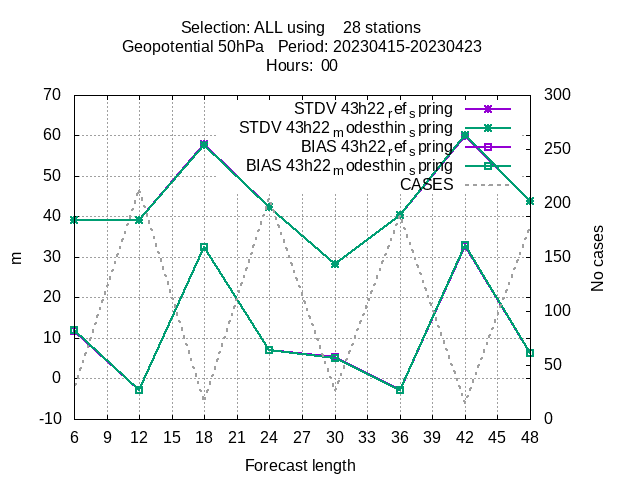 Selection: ALL using    28 stations
Geopotential 50hPa   Period: 20230415-20230423
Hours:  00
STDV 43h22ᵣef_spring
STDV 43h22_modesthin_spring
BIAS 43h22_ref_spring
BIAS 43h22_modesthin_spring
CASES
70
60
50
40
30
20
10
0
-10
m
300
250
200
150
100
50
0
No cases
6 9 12 15 18 21 24 27 30 33 36 39 42 45 48
Forecast length